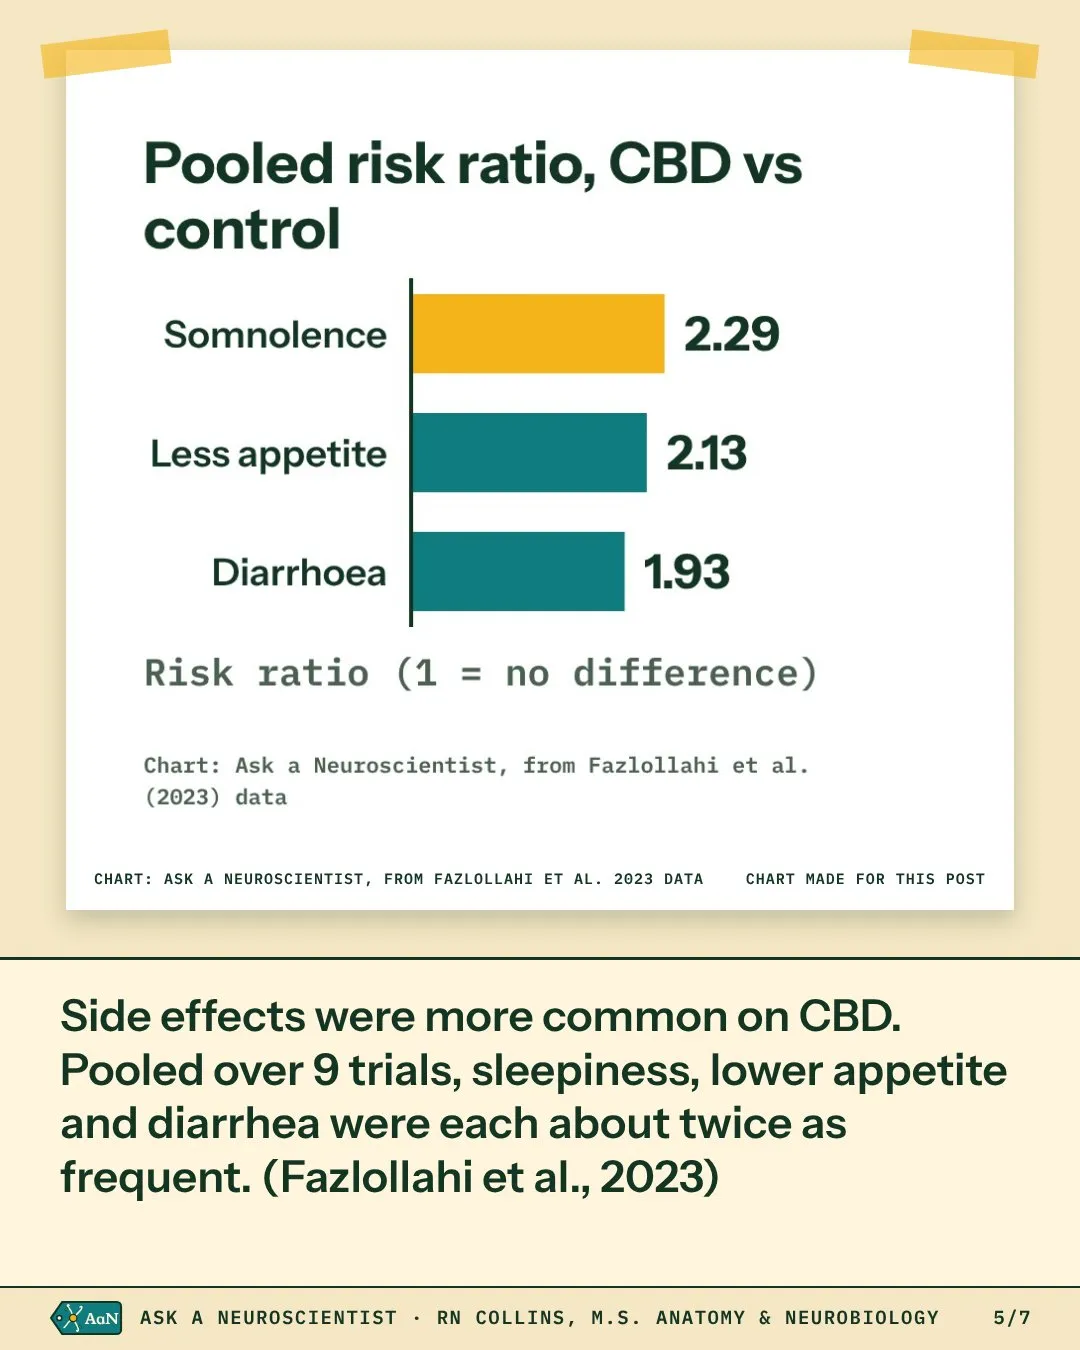 Pooled risk ratio, CBD vs
control
Somnolence 2.29
Less appetite 2.13
Diarrhoea 1.93
Risk ratio (1 = no difference)
Chart: Ask a Neuroscientist, from Fazlollahi et al.
(2023) data
CHART: ASK A NEUROSCIENTIST, FROM FAZLOLLAHI ET AL. 2023 DATA CHART MADE FOR THIS POST
Side effects were more common on CBD.
Pooled over 9 trials, sleepiness, lower appetite
and diarrhea were each about twice as
frequent. (Fazlollahi et al., 2023)
AaN ASK A NEUROSCIENTIST · RN COLLINS, M.S. ANATOMY & NEUROBIOLOGY 5/7